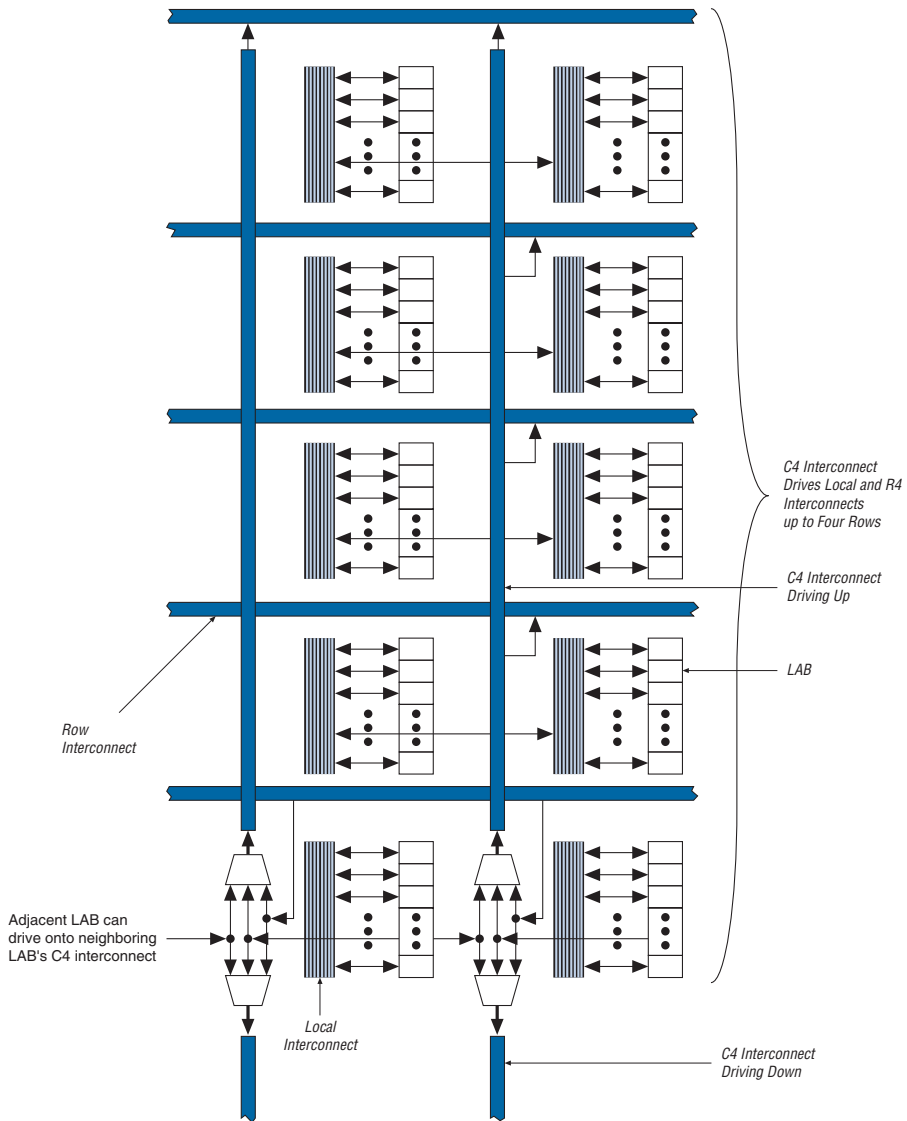 C4 Interconnect
Drives Local and R4
Interconnects
up to Four Rows
C4 Interconnect
Driving Up
LAB
Row
Interconnect
Adjacent LAB can
drive onto neighboring
LAB's C4 interconnect
Local
Interconnect
C4 Interconnect
Driving Down